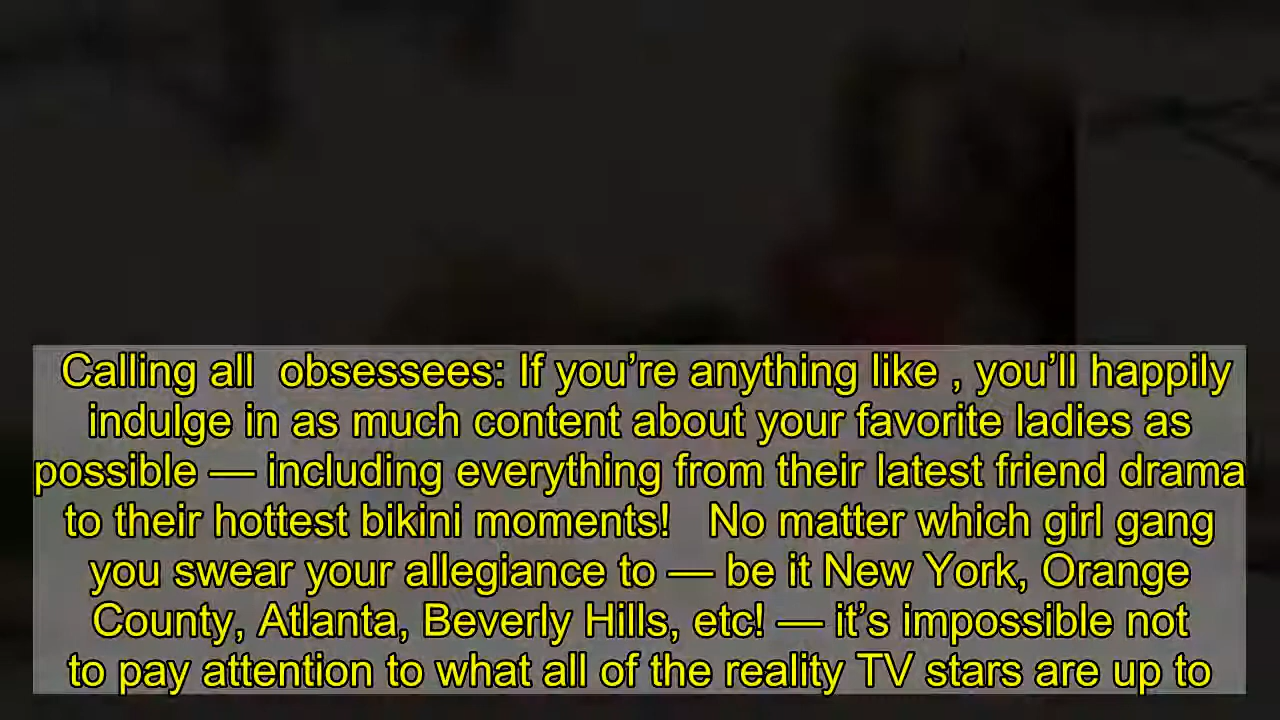 Calling all  obsessees: If you’re anything like , you’ll happily
indulge in as much content about your favorite ladies as
possible — including everything from their latest friend drama
to their hottest bikini moments!   No matter which girl gang
you swear your allegiance to — be it New York, Orange
County, Atlanta, Beverly Hills, etc! — it’s impossible not
to pay attention to what all of the reality TV stars are up to